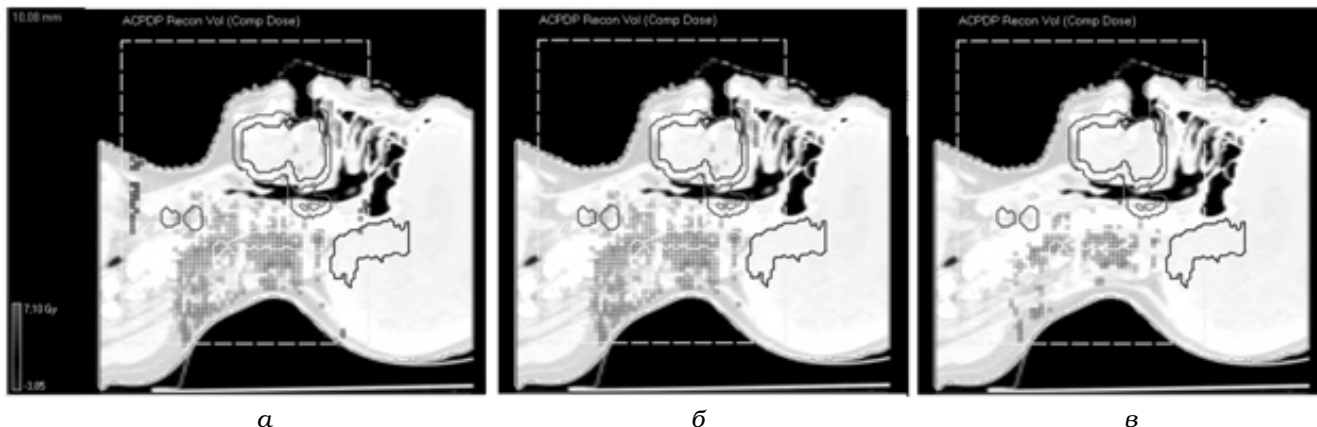 10,08 mm
ACPDP Recon Vol (Comp Dose)
7,10 Gy
-3,85
ACPDP Recon Vol (Comp Dose)
ACPDP Recon Vol (Comp Dose)
а
б
в